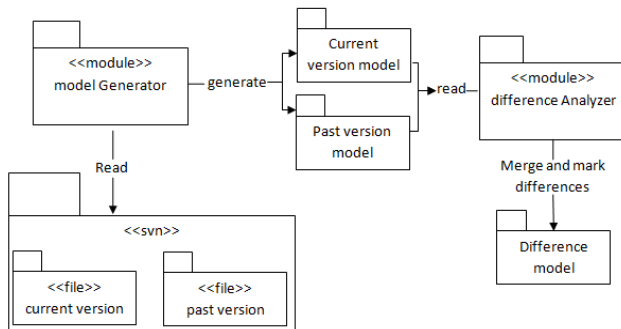 <<module>>
model Generator
generate
Current
version model
Past version
model
read
<<module>>
difference Analyzer
Read
Merge and mark
differences
<<svn>>
<<file>>
current version
<<file>>
past version
Difference
model